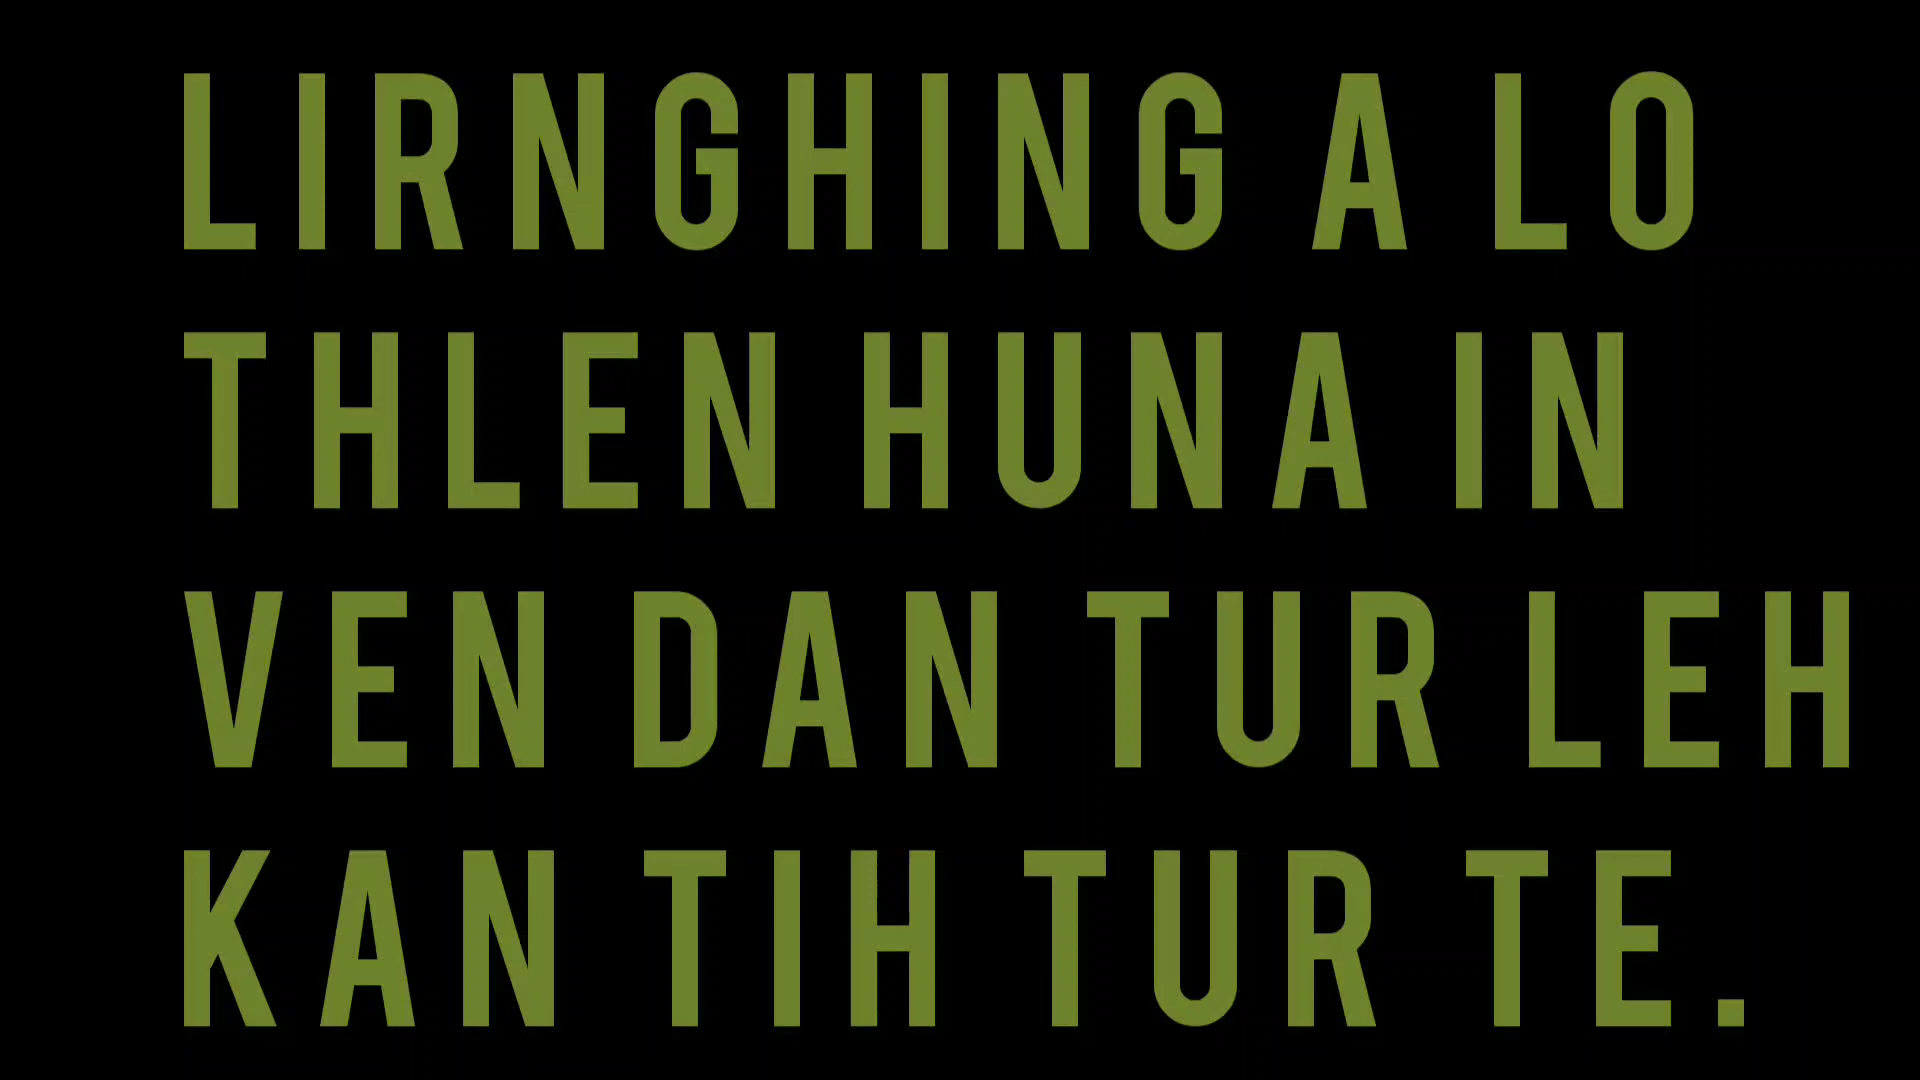 LIRNGHING A LO
THLEN HUNA IN
VEN DAN TUR LEH
KAN TIH TUR TE.